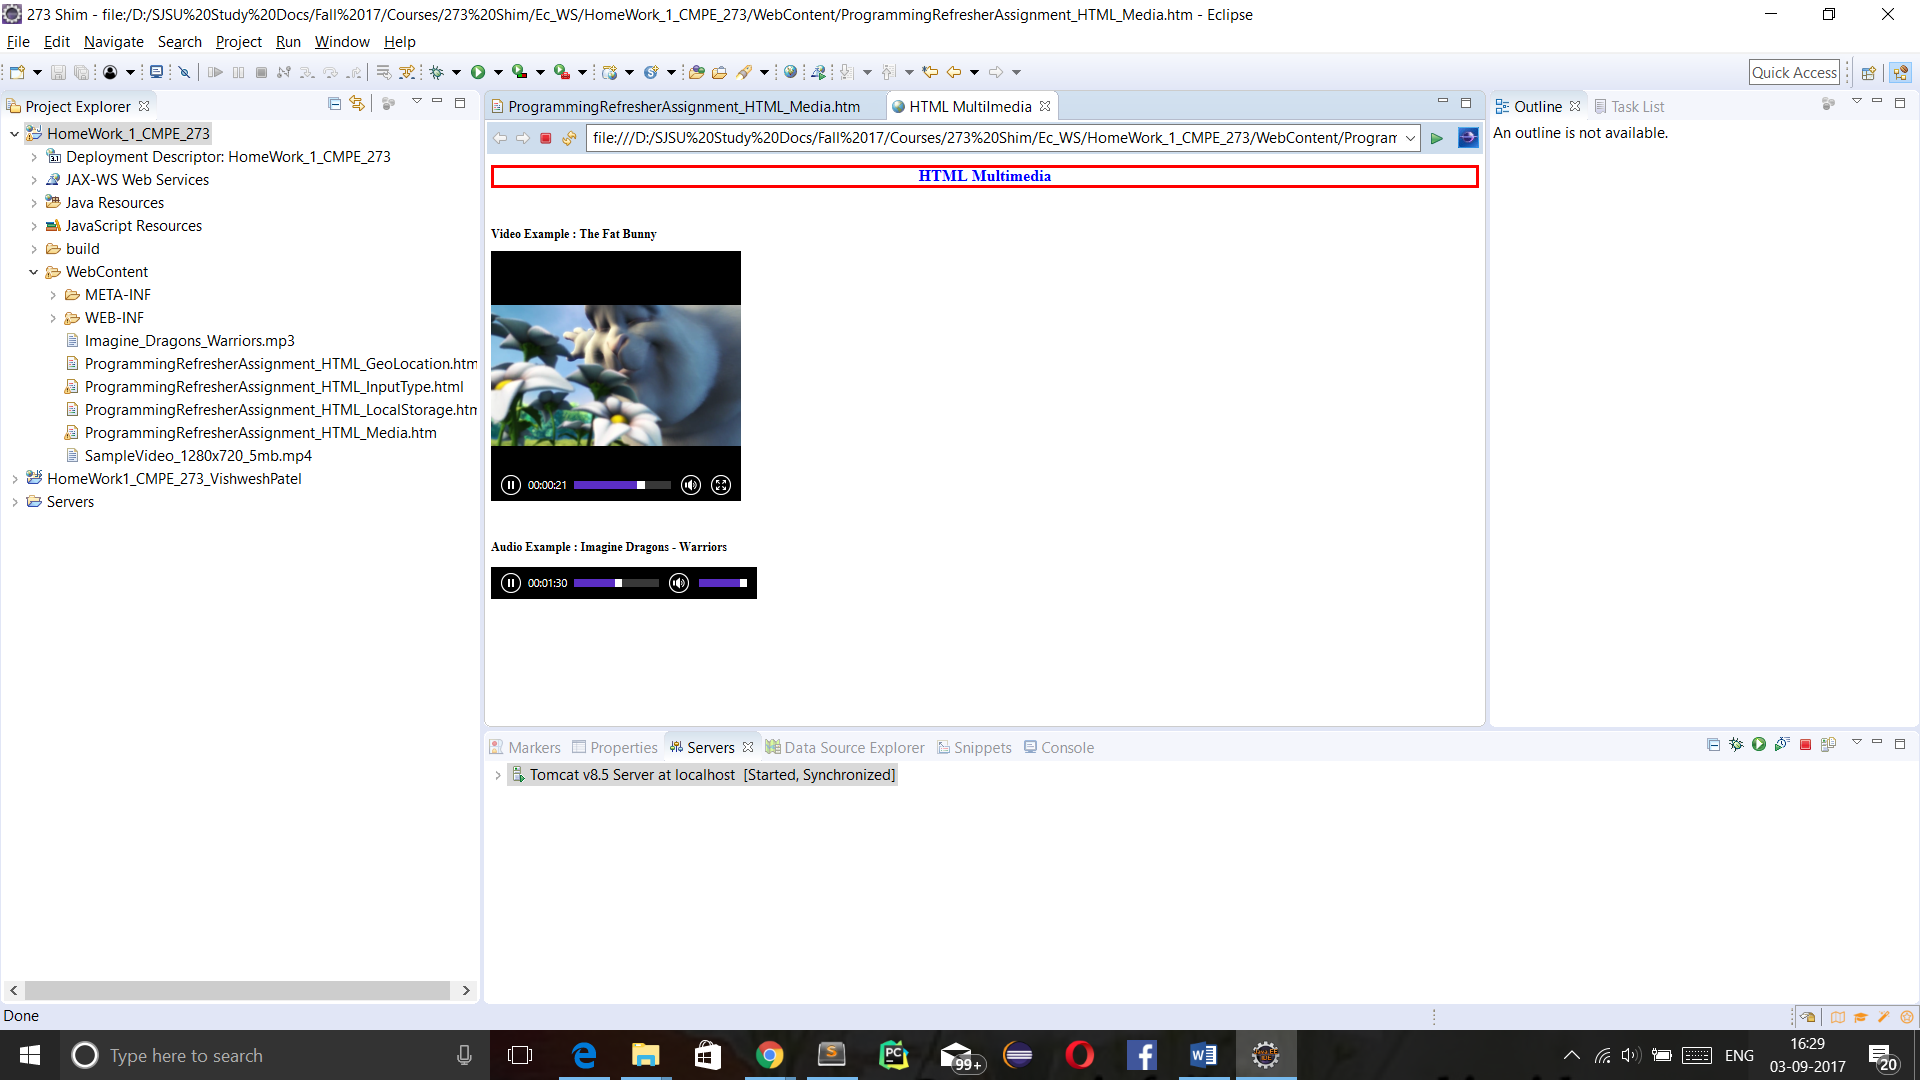 273 Shim - file:/D:/SJSU%20Study%20Docs/Fall%2017/Courses/273%20Shim/Ec_WS/HomeWork_1_CMPE_273/WebContent/ProgrammingRefresherAssignment_HTML_Media.htm - Eclipse
File Edit Navigate Search Project Run Window Help
Quick Access
Project Explorer
HomeWork_1_CMPE_273
Deployment Descriptor: HomeWork_1_CMPE_273
JAX-WS Web Services
Java Resources
JavaScript Resources
build
WebContent
META-INF
WEB-INF
Imagine_Dragons_Warriors.mp3
ProgrammingRefresherAssignment_HTML_GeoLocation.htm
ProgrammingRefresherAssignment_HTML_InputType.html
ProgrammingRefresherAssignment_HTML_LocalStorage.htm
ProgrammingRefresherAssignment_HTML_Media.htm
SampleVideo_1280x720_5mb.mp4
HomeWork1_CMPE_273_VishweshPatel
Servers
ProgrammingRefresherAssignment_HTML_Media.htm
HTML MultiImedia
file:///D:/SJSU%20Study%20Docs/Fall%2017/Courses/273%20Shim/Ec_WS/HomeWork_1_CMPE_273/WebContent/Program
HTML Multimedia
Video Example : The Fat Bunny
00:00:21
Audio Example : Imagine Dragons - Warriors
00:01:30
Outline
Task List
An outline is not available.
Markers Properties Servers Data Source Explorer Snippets Console
Tomcat v8.5 Server at localhost [Started, Synchronized]
Done
Type here to search
PC
99+
ENG
16:29
03-09-2017
20